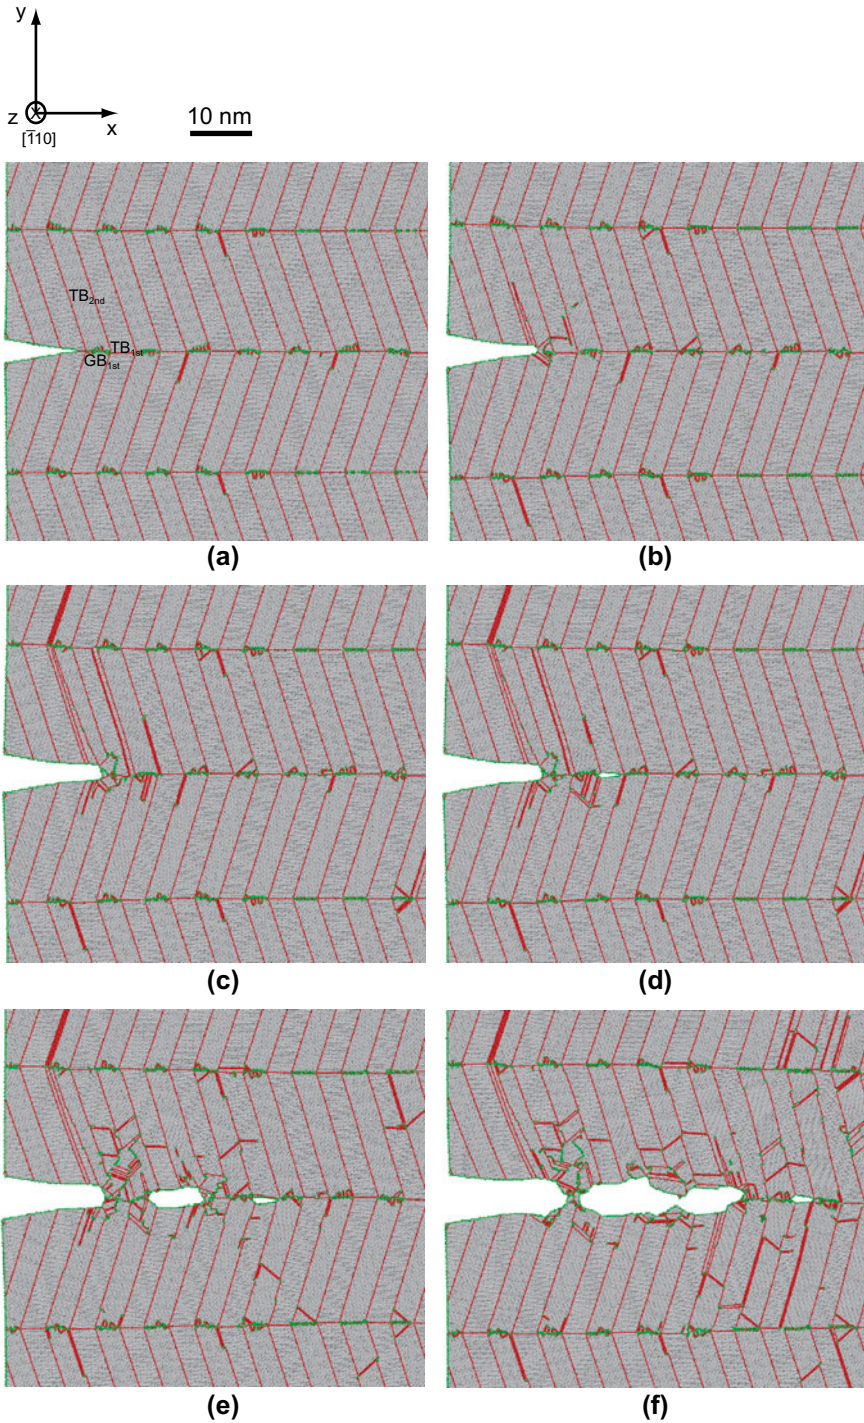 y
10 nm
z
x
[1̄10]
TB2nd
TB1st
GB1st
(a)
(b)
(c)
(d)
(e)
(f)